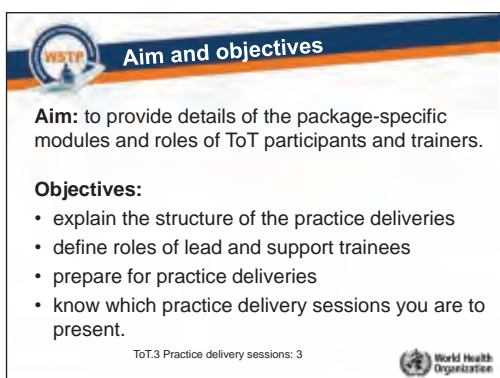 WSTP
Aim and objectives
Aim: to provide details of the package-specific
modules and roles of ToT participants and trainers.
Objectives:
• explain the structure of the practice deliveries
• define roles of lead and support trainees
• prepare for practice deliveries
• know which practice delivery sessions you are to
present.
ToT.3 Practice delivery sessions: 3
World Health
Organization